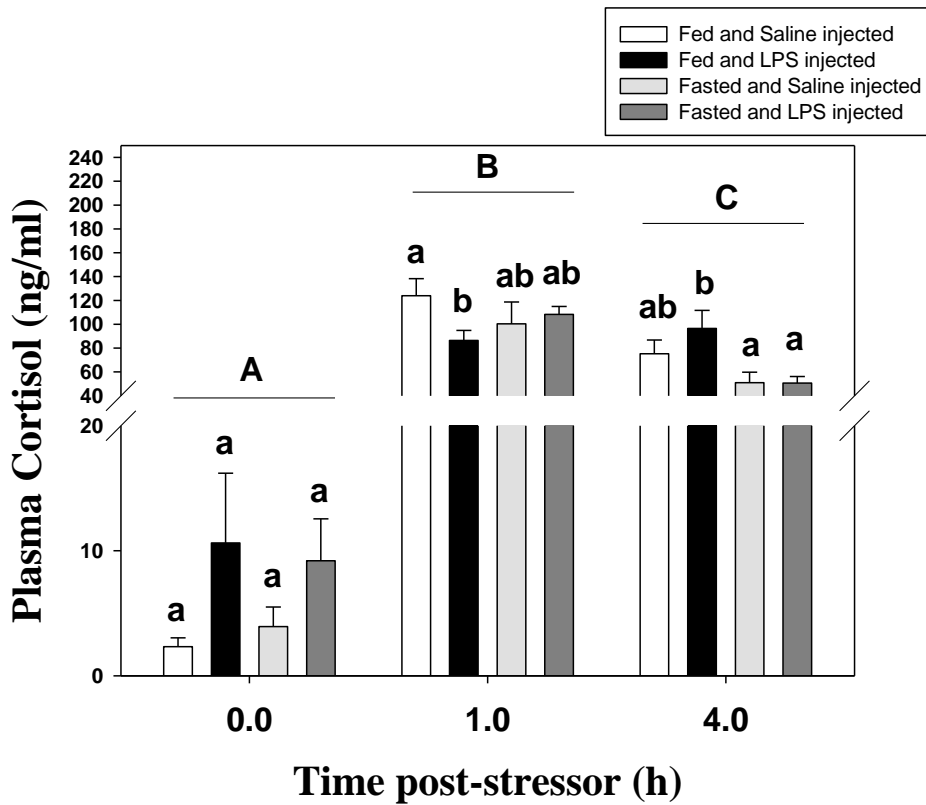 Fed and Saline injected
Fed and LPS injected
Fasted and Saline injected
Fasted and LPS injected
Plasma Cortisol (ng/ml)
240
220
200
180
160
140
120
100
80
60
40
20
10
0
A
B
C
a
a
a
a
a
b
ab
ab
ab
b
a
a
0.0
1.0
4.0
Time post-stressor (h)